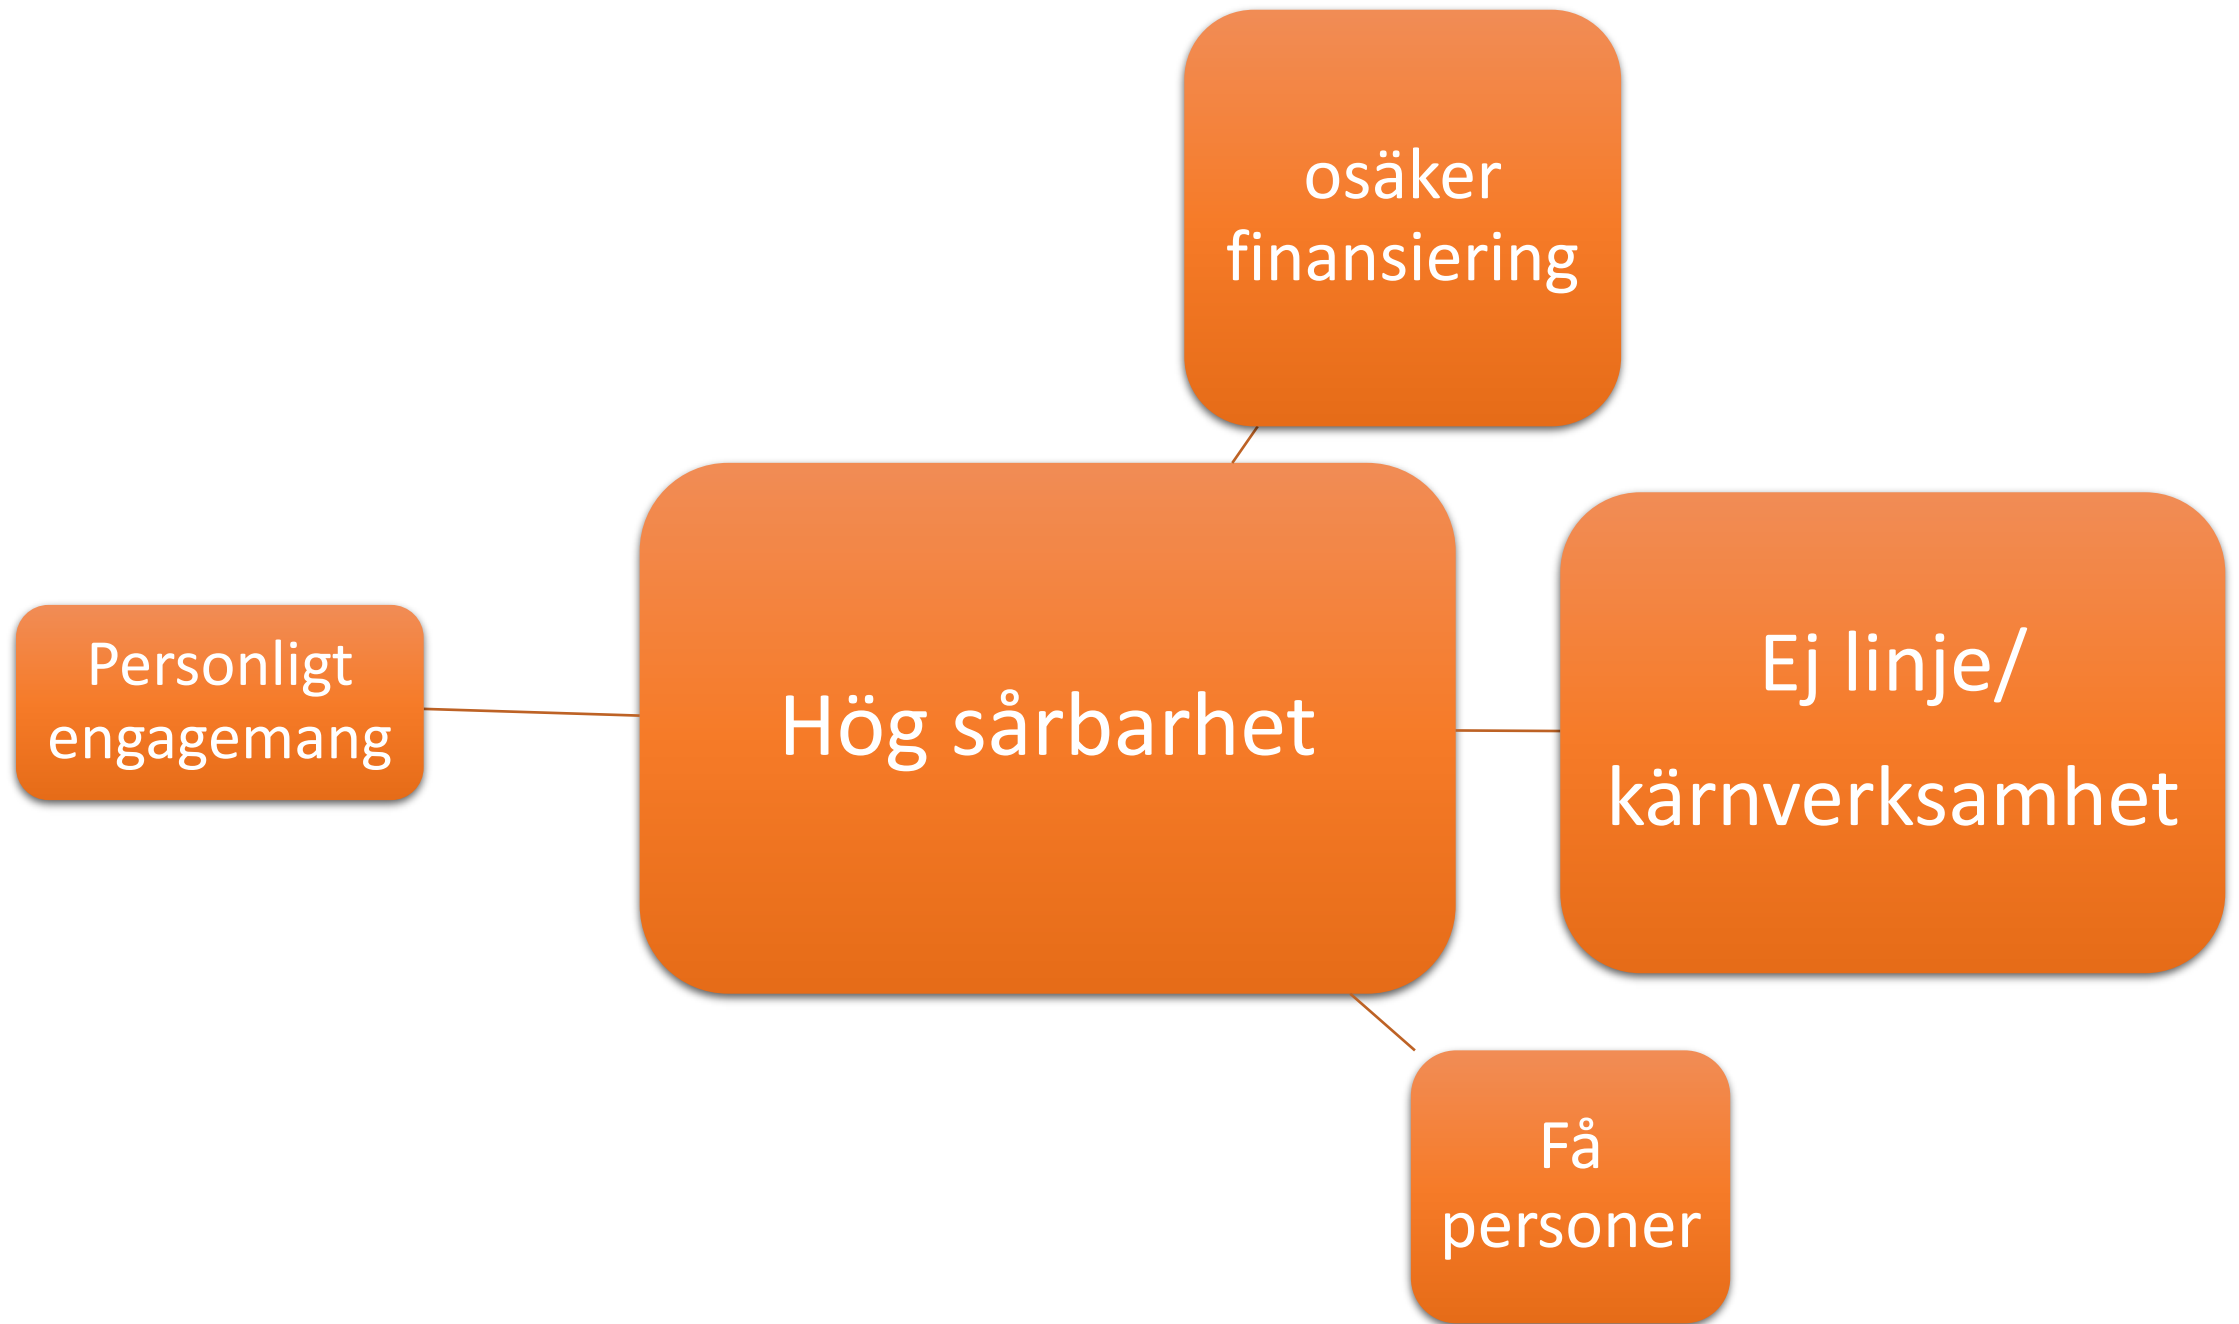 osäker
finansiering
Personligt
engagemang
Hög sårbarhet
Ej linje/
kärnverksamhet
Få
personer